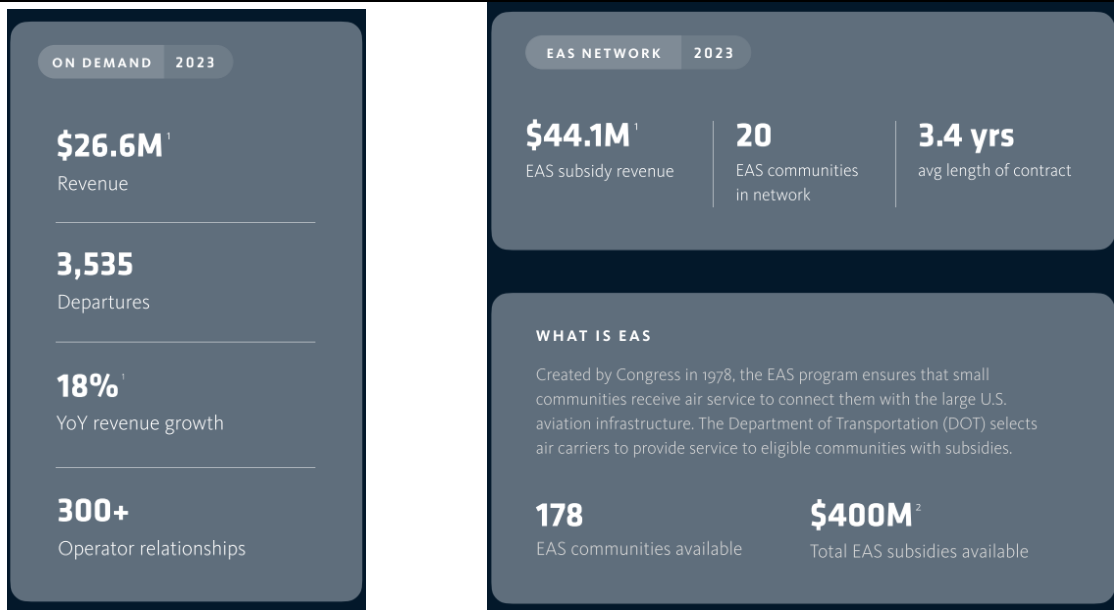 ON DEMAND 2023
$26.6M¹
Revenue
3,535
Departures
18%¹
YoY revenue growth
300+
Operator relationships
EAS NETWORK 2023
$44.1M¹
EAS subsidy revenue
20
EAS communities
in network
3.4 yrs
avg length of contract
WHAT IS EAS
Created by Congress in 1978, the EAS program ensures that small
communities receive air service to connect them with the large U.S.
aviation infrastructure. The Department of Transportation (DOT) selects
air carriers to provide service to eligible communities with subsidies.
178
EAS communities available
$400M²
Total EAS subsidies available